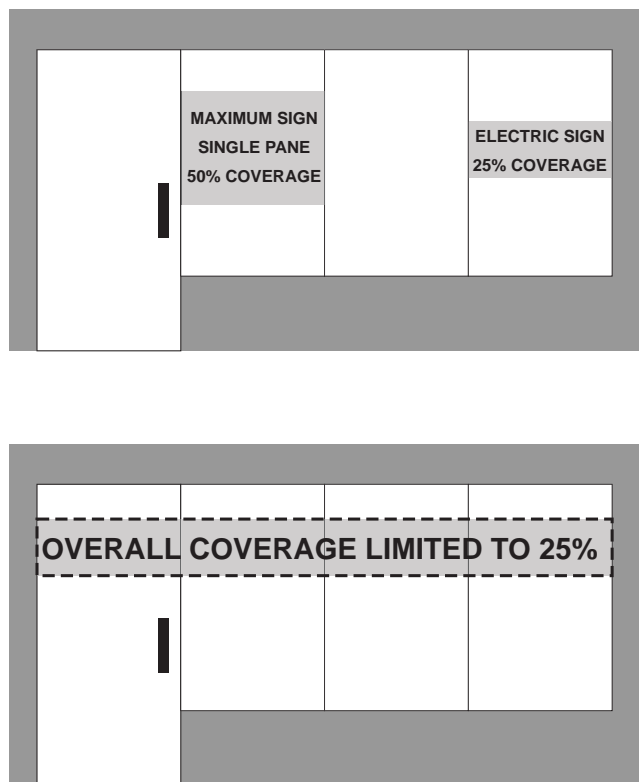 MAXIMUM SIGN
SINGLE PANE
50% COVERAGE
ELECTRIC SIGN
25% COVERAGE
OVERALL COVERAGE LIMITED TO 25%